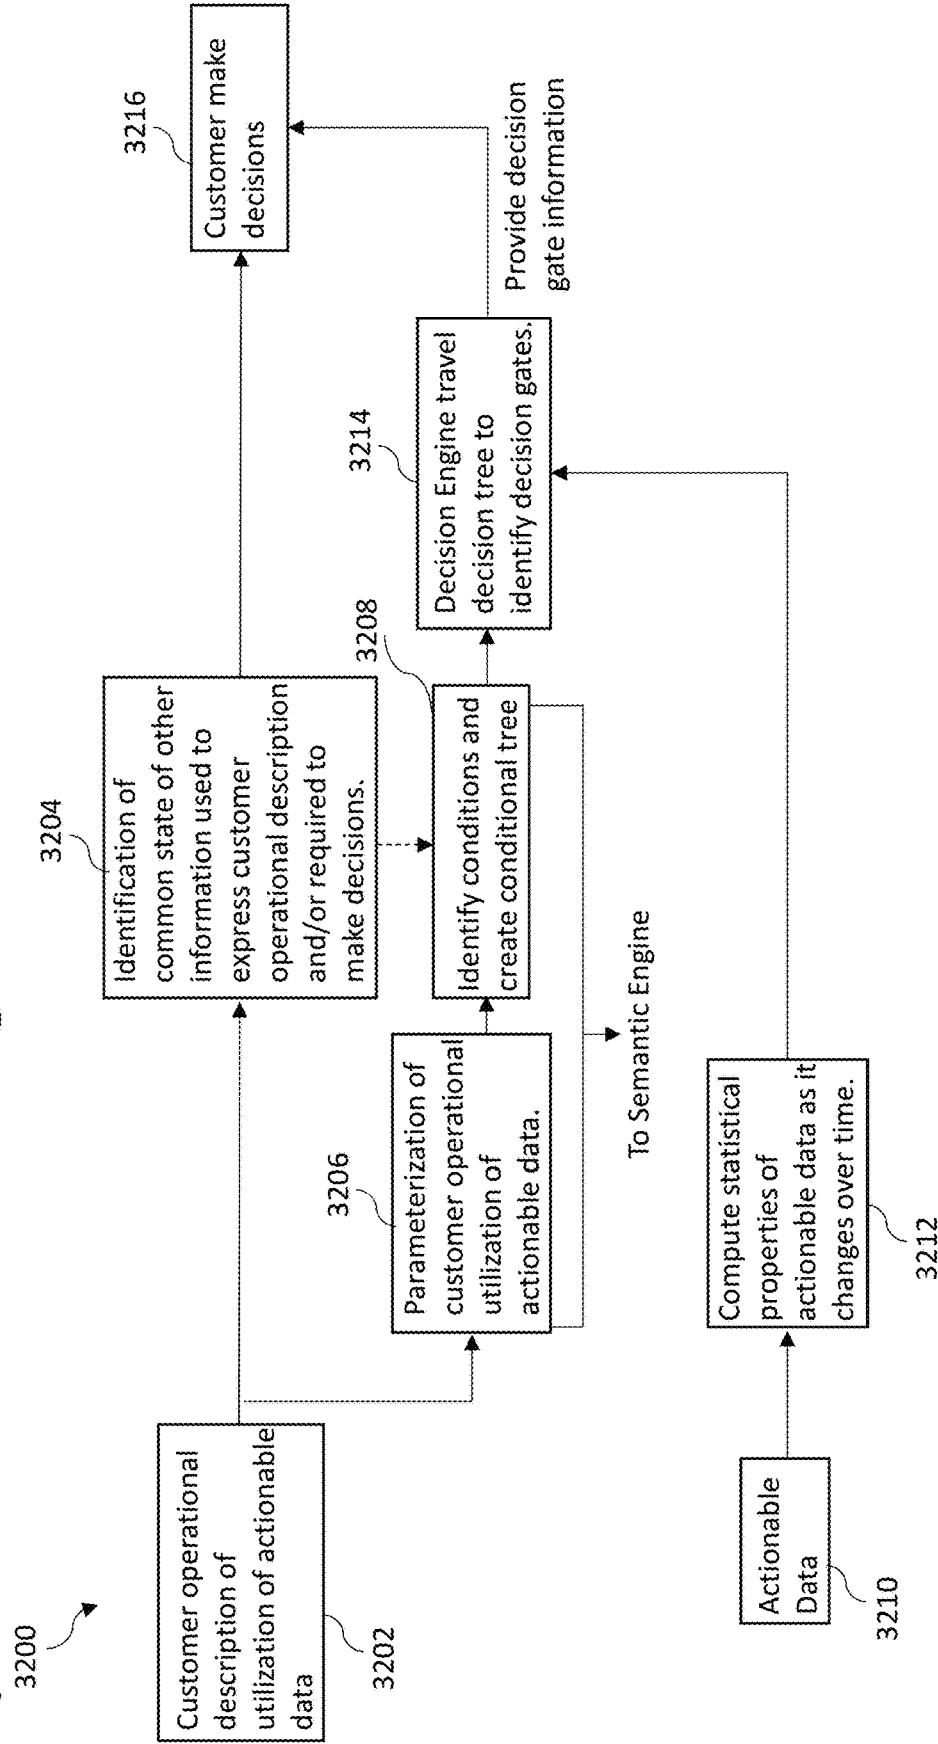 3200
Customer operational
description of
utilization of actionable
data
3202
3204
Identification of
common state of other
information used to
express customer
operational description
and/or required to
make decisions.
3216
Customer make
decisions
3206
Parameterization of
customer operational
utilization of
actionable data.
3208
Identify conditions and
create conditional tree
3214
Decision Engine travel
decision tree to
identify decision gates.
Provide decision
gate information
To Semantic Engine
Actionable
Data
3210
Compute statistical
properties of
actionable data as it
changes over time.
3212